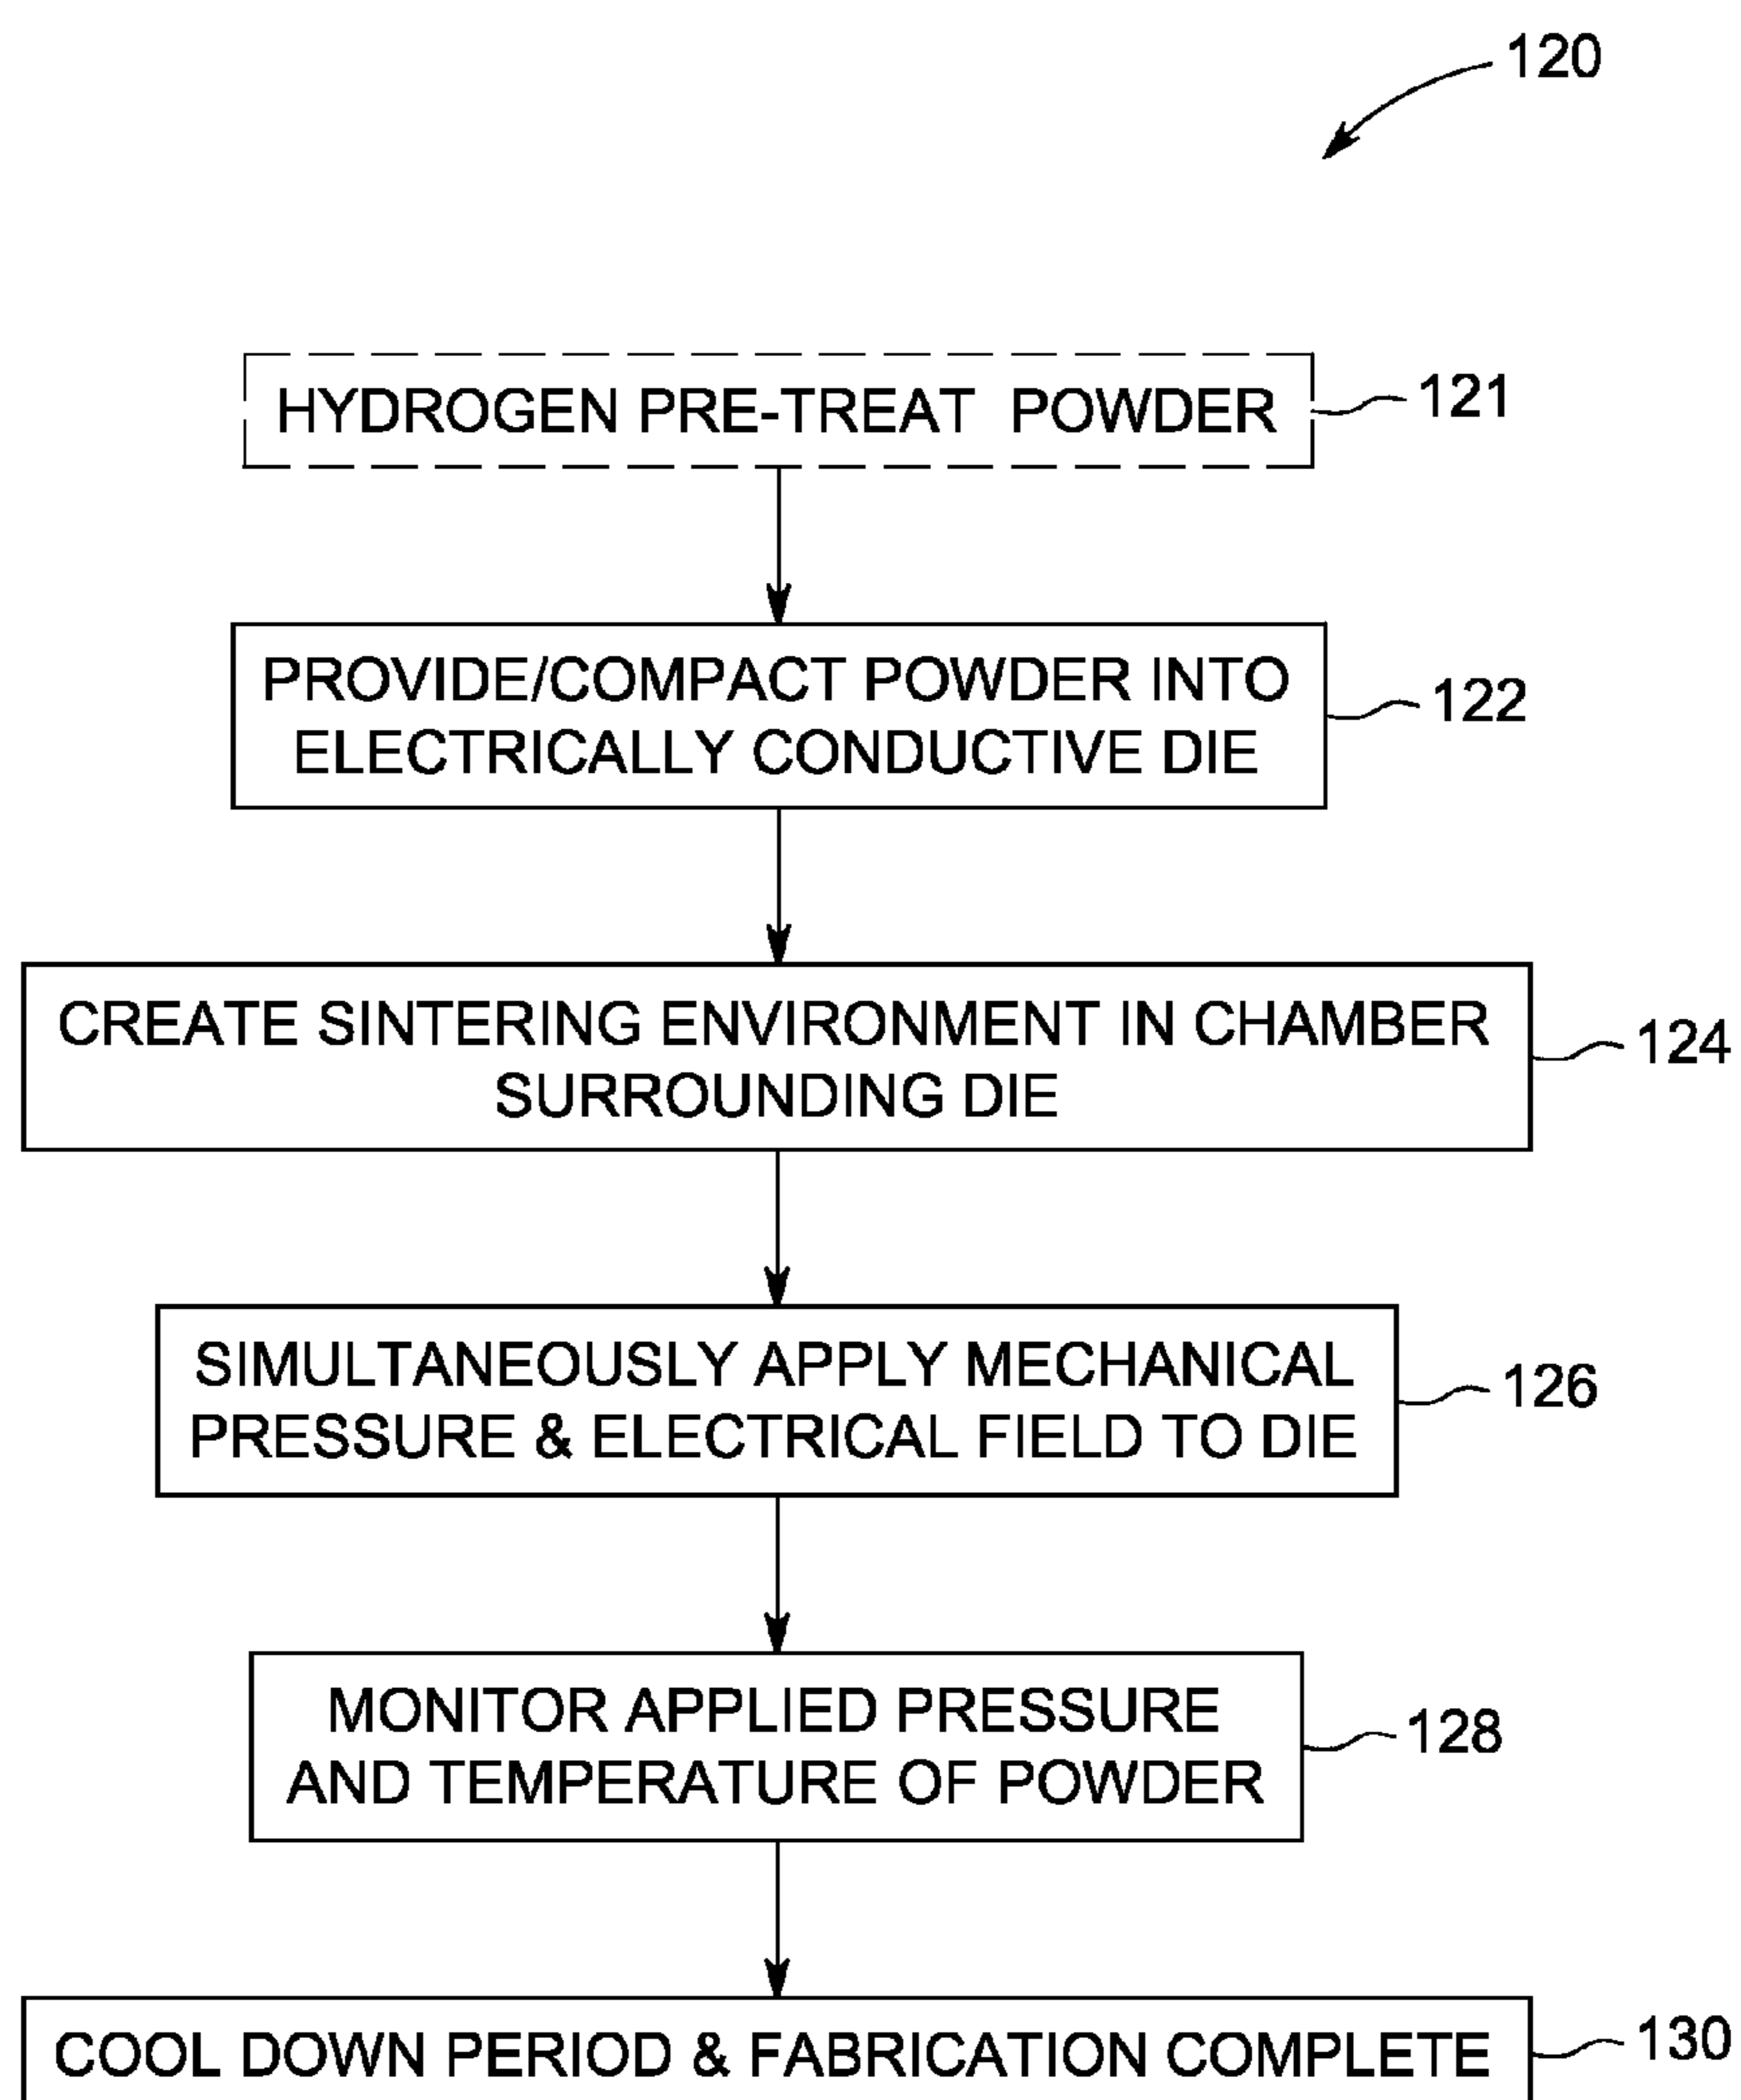 120
HYDROGEN PRE-TREAT POWDER
121
PROVIDE/COMPACT POWDER INTO
ELECTRICALLY CONDUCTIVE DIE
122
CREATE SINTERING ENVIRONMENT IN CHAMBER
SURROUNDING DIE
124
SIMULTANEOUSLY APPLY MECHANICAL
PRESSURE & ELECTRICAL FIELD TO DIE
126
MONITOR APPLIED PRESSURE
AND TEMPERATURE OF POWDER
128
COOL DOWN PERIOD & FABRICATION COMPLETE
130